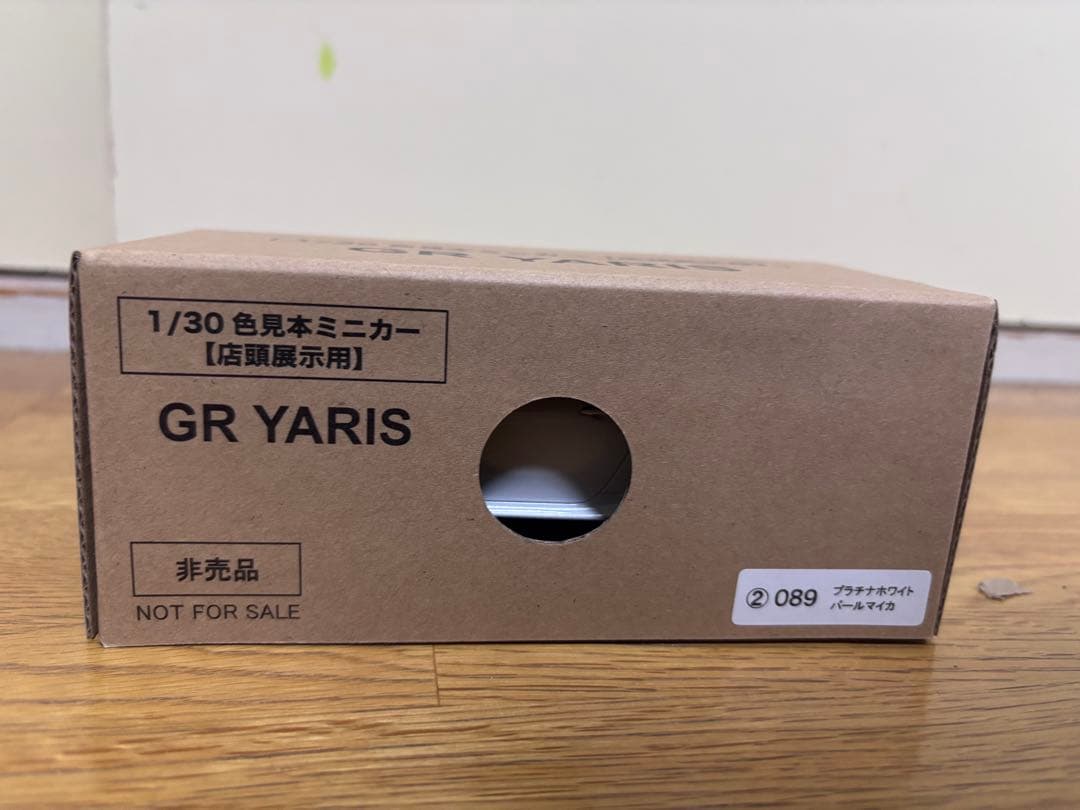 GR YARIS
1/30 色見本ミニカー
【店頭展示用】
GR YARIS
非売品
NOT FOR SALE
② 089 プラチナホワイト
パールマイカ